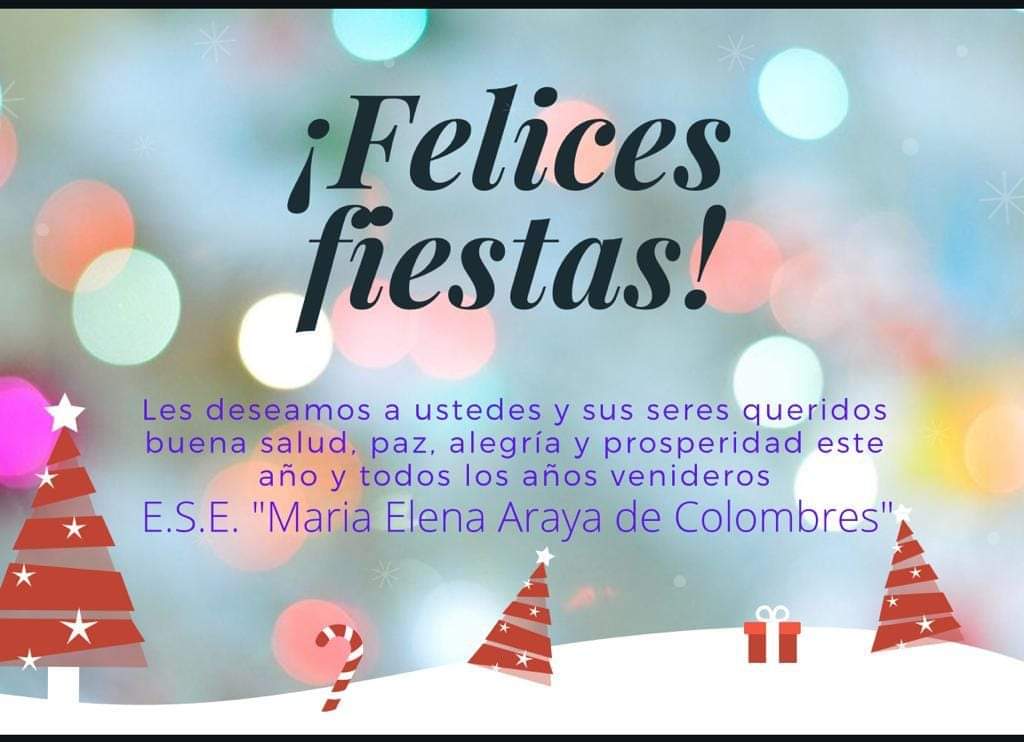 ¡Felices
fiestas!
Les deseamos a ustedes y sus seres queridos
buena salud, paz, alegría y prosperidad este
año y todos los años venideros
E.S.E. "Maria Elena Araya de Colombres"